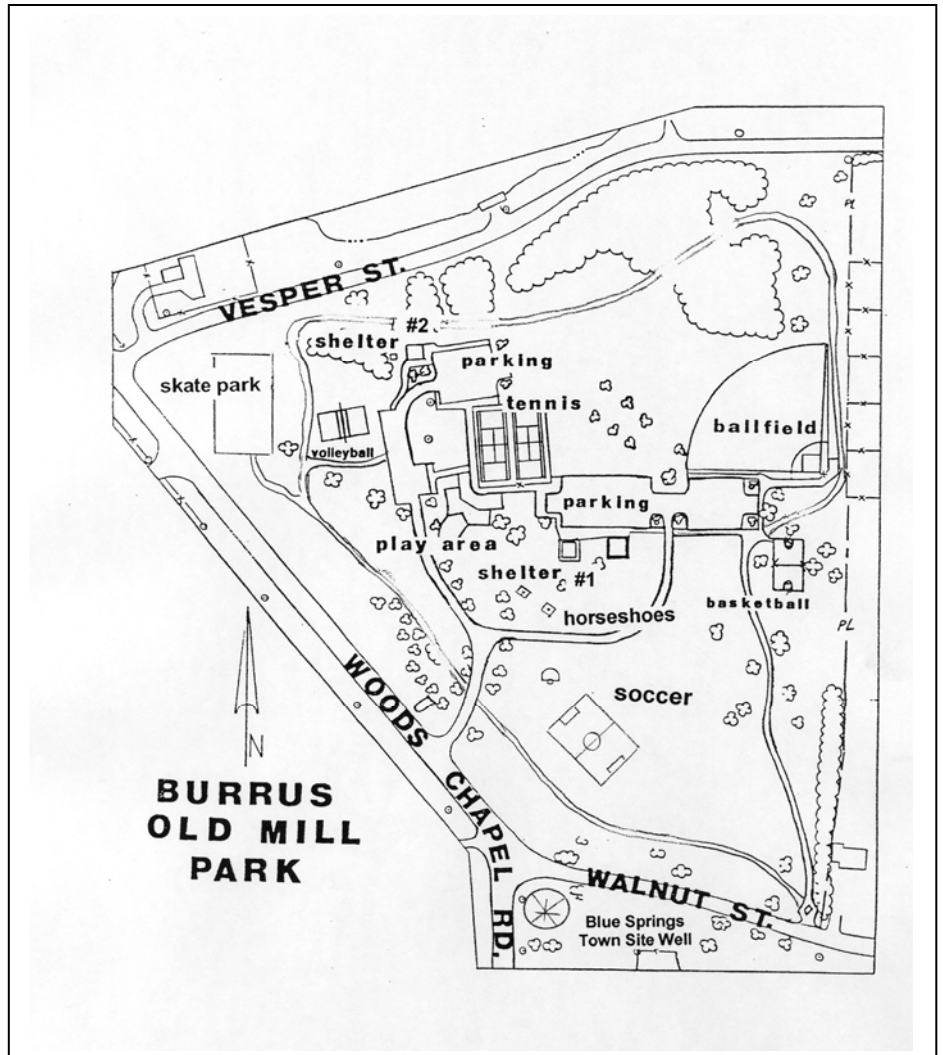 VESPER ST.
PL
#2
shelter
parking
skate park
tennis
ballfield
volleyball
parking
play area
shelter
#1
basketball
horseshoes
PL
WOODS CHAPEL RD.
soccer
N
BURRUS
OLD MILL
PARK
WALNUT ST.
Blue Springs
Town Site Well